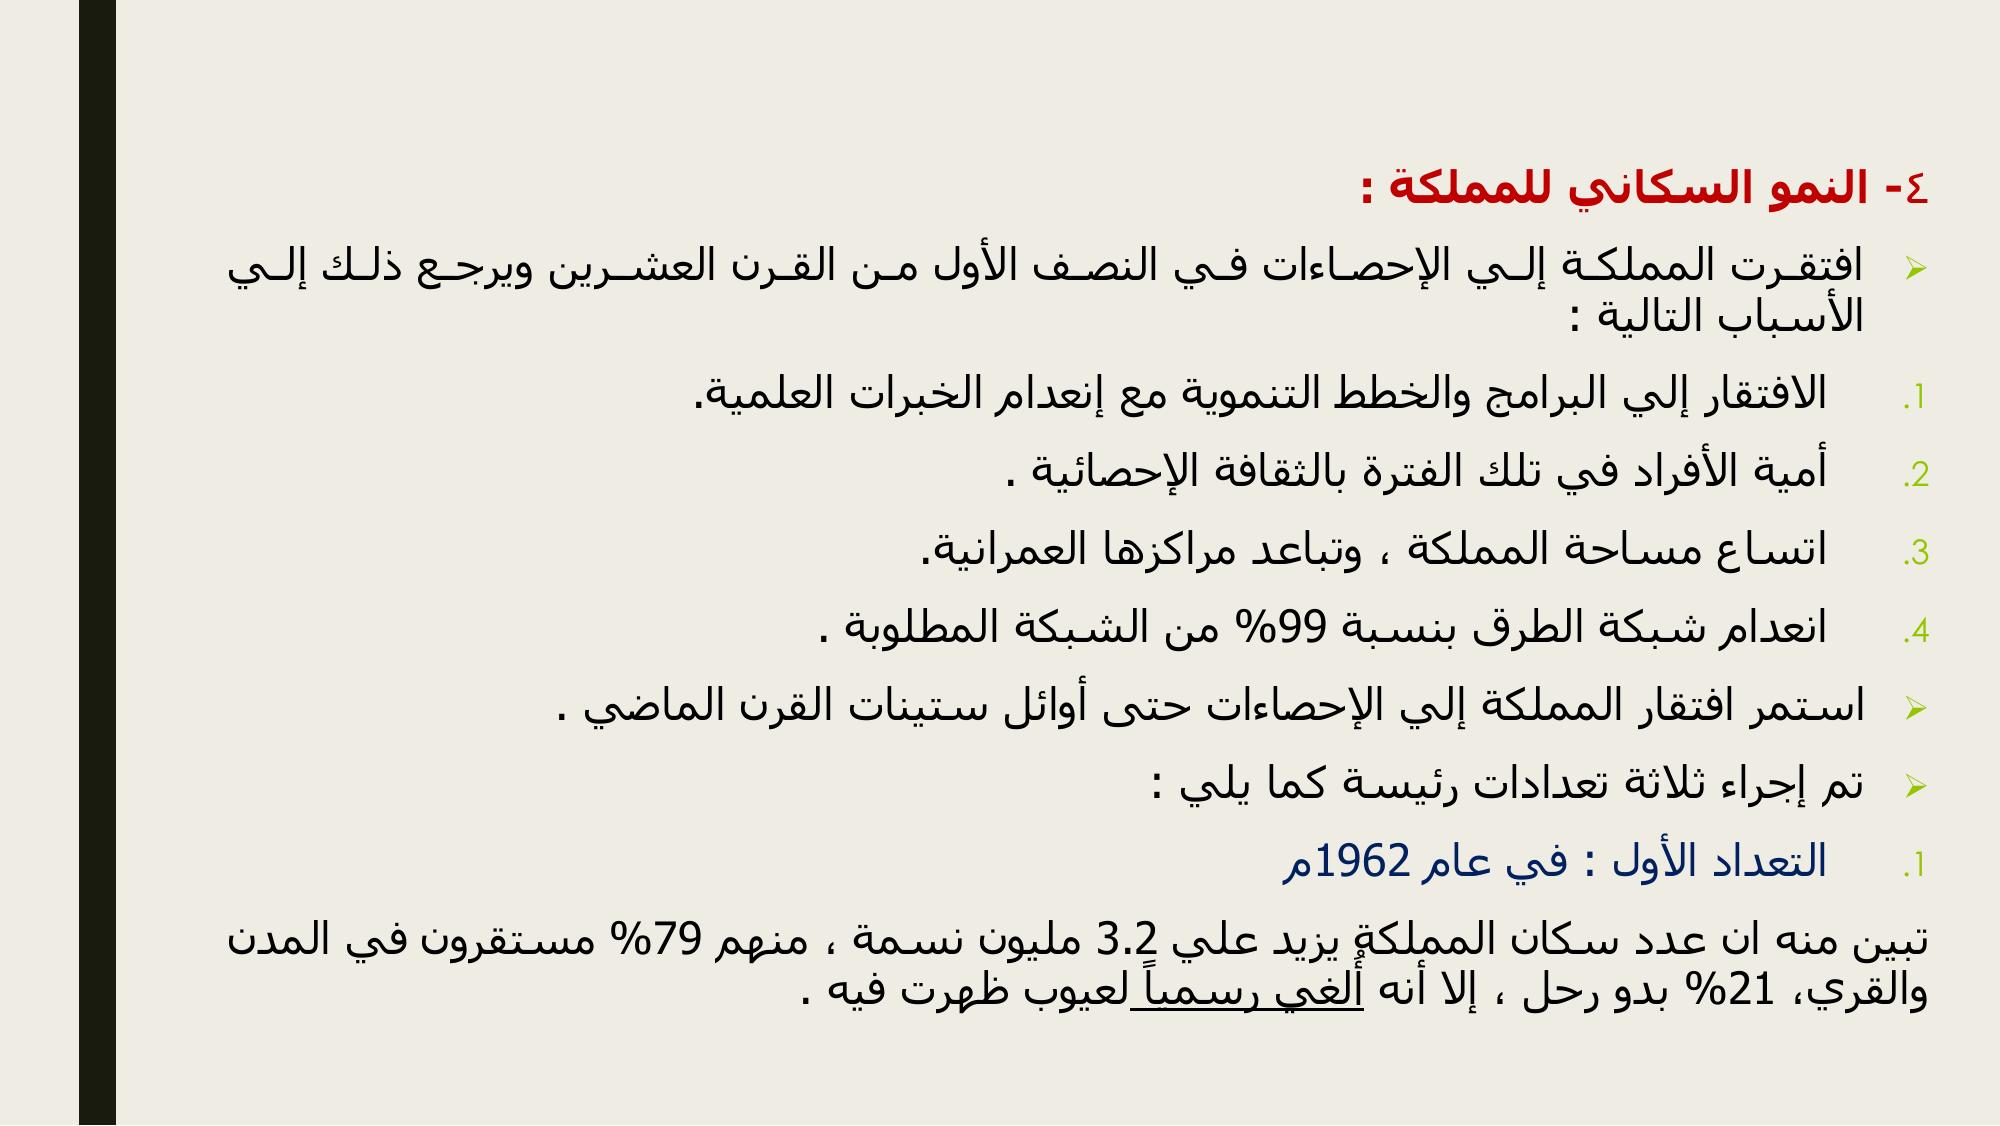 ٤- النمو السكاني للمملكة :
افتقرت المملكة إلي الإحصاءات في النصف الأول من القرن العشرين ويرجع ذلك إلي
الأسباب التالية :
1. الافتقار إلي البرامج والخطط التنموية مع إنعدام الخبرات العلمية.
2. أمية الأفراد في تلك الفترة بالثقافة الإحصائية .
3. اتساع مساحة المملكة ، وتباعد مراكزها العمرانية.
4. انعدام شبكة الطرق بنسبة 99% من الشبكة المطلوبة .
استمر افتقار المملكة إلي الإحصاءات حتى أوائل ستينات القرن الماضي .
تم إجراء ثلاثة تعدادات رئيسة كما يلي :
1. التعداد الأول : في عام 1962م
تبين منه ان عدد سكان المملكة يزيد علي 3.2 مليون نسمة ، منهم 79% مستقرون في المدن
والقري، 21% بدو رحل ، إلا أنه أُلغي رسمياً لعيوب ظهرت فيه .